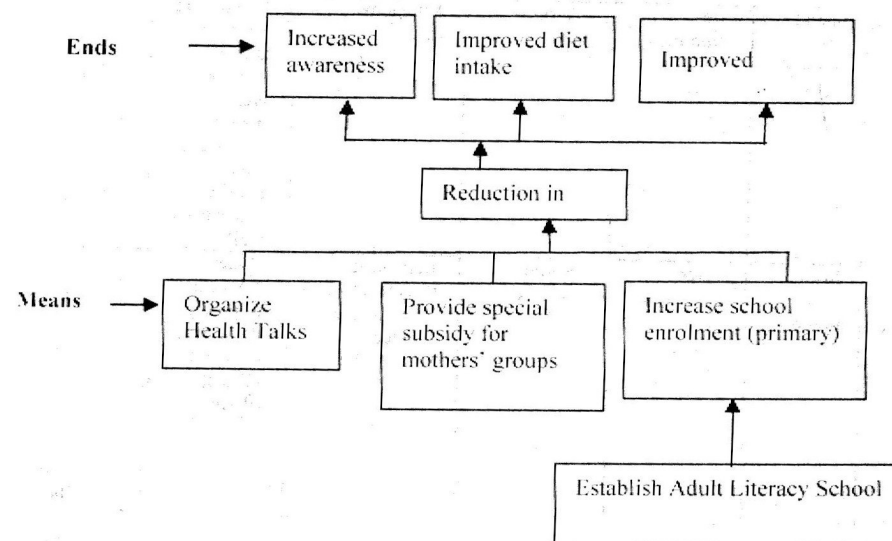 Ends
Increased
awareness
Improved diet
intake
Improved
Reduction in
Means
Organize
Health Talks
Provide special
subsidy for
mothers' groups
Increase school
enrolment (primary)
Establish Adult Literacy School